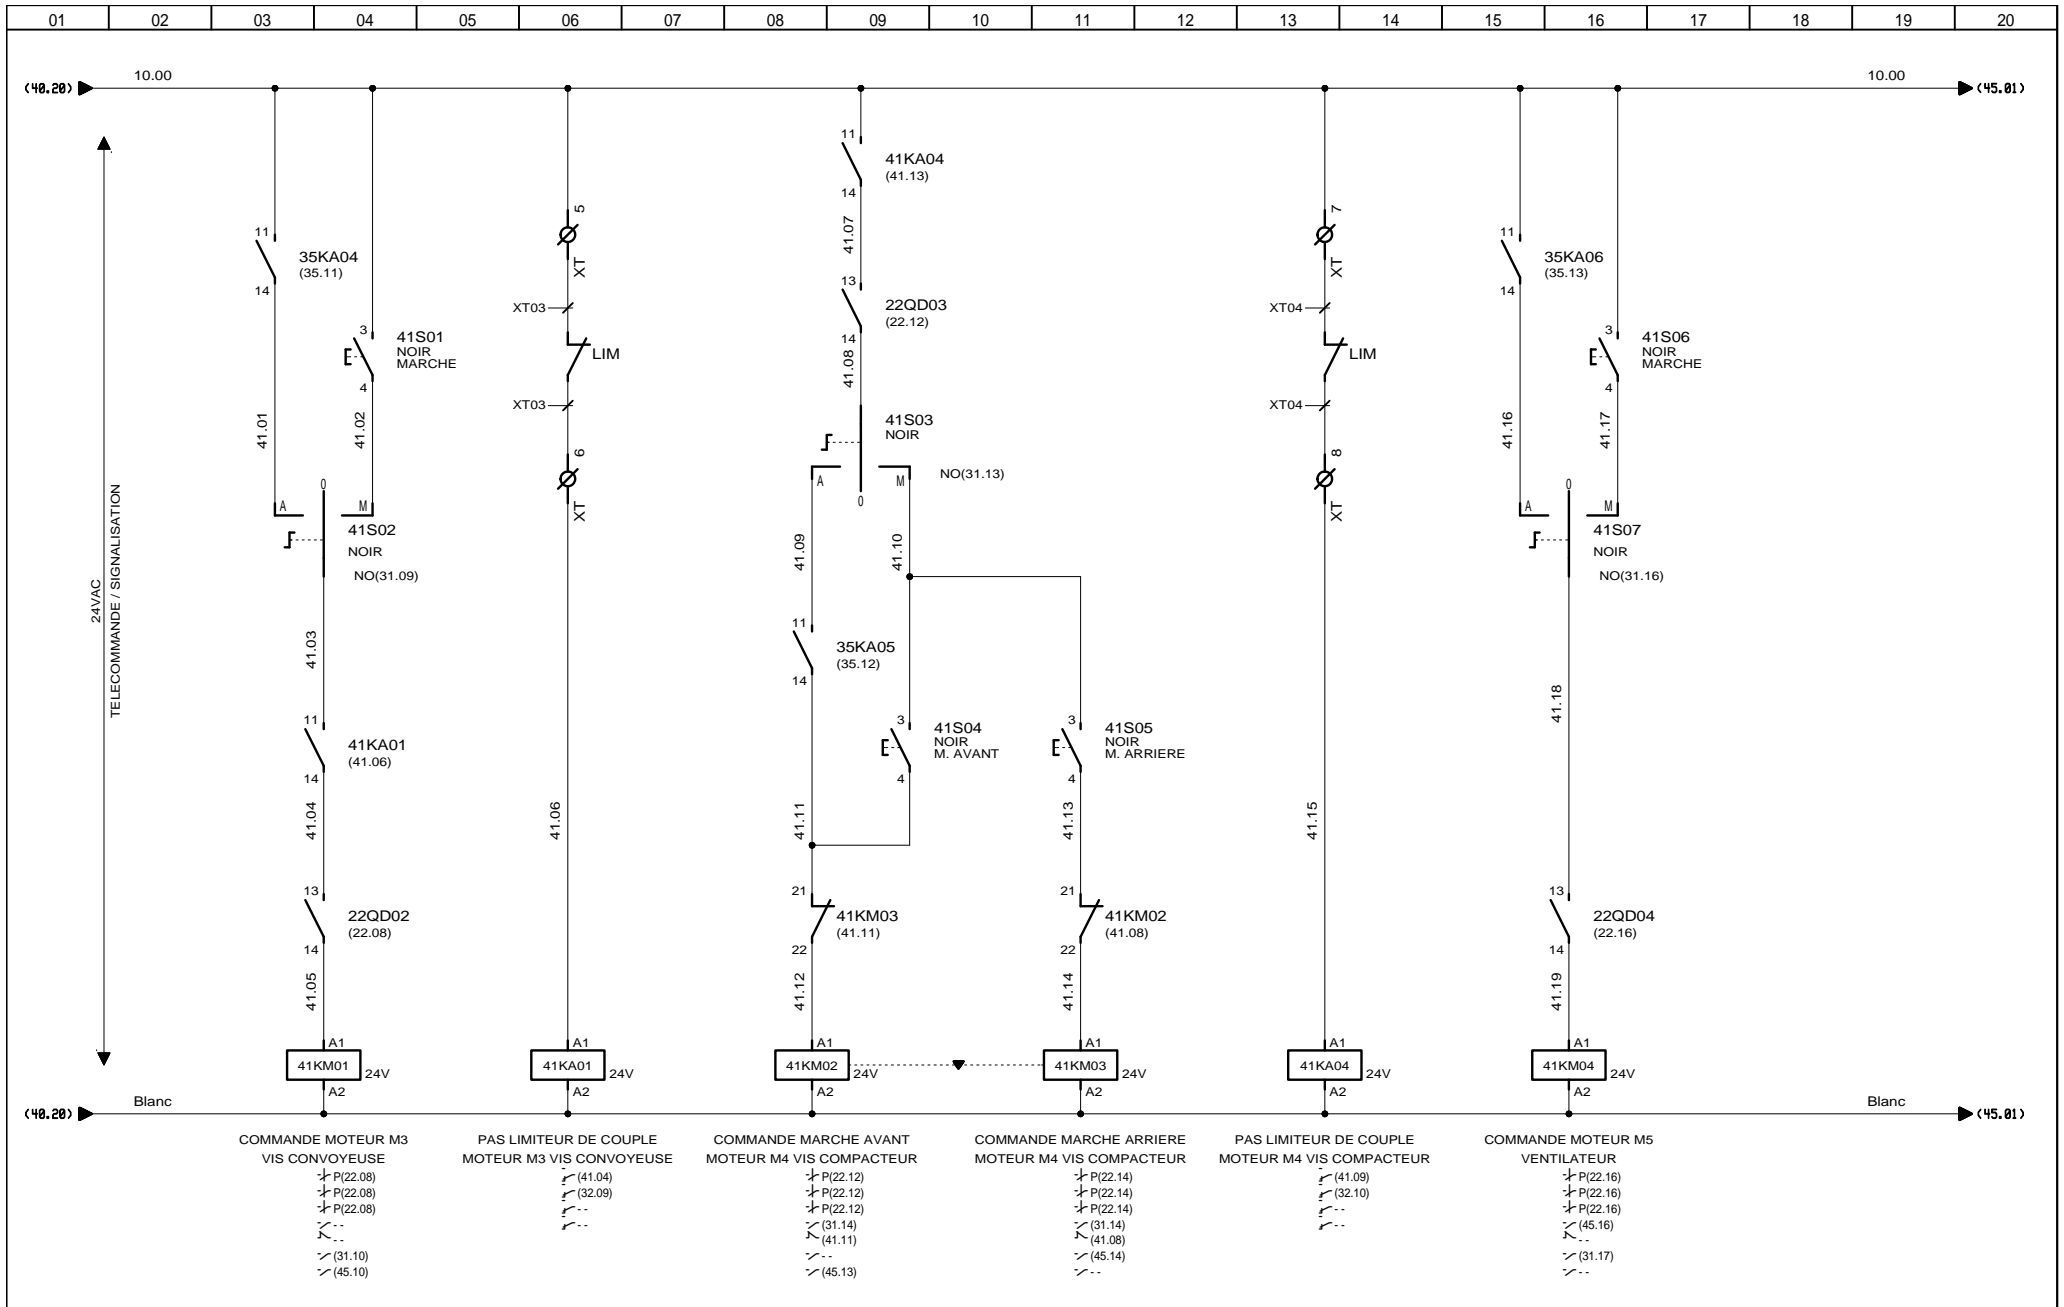 01 02 03 04 05 06 07 08 09 10 11 12 13 14 15 16 17 18 19 20
(40.20) 10.00 10.00 (45.01)
24VAC
TELECOMMANDE / SIGNALISATION
11
35KA04
(35.11)
14
41.01
3
41S01
NOIR
MARCHE
4
41.02
A 0 M
41S02
NOIR
NO(31.09)
41.03
11
41KA01
(41.06)
14
41.04
13
22QD02
(22.08)
14
41.05
A1
41KM01 24V
A2
5
XT
XT03
LIM
XT03
6
XT
41.06
A1
41KA01 24V
A2
11
41KA04
(41.13)
14
41.07
13
22QD03
(22.12)
14
41.08
41S03
NOIR
NO(31.13)
A 0 M
41.09
41.10
11
35KA05
(35.12)
14
41.11
3
41S04
NOIR
M. AVANT
4
21
41KM03
(41.11)
22
41.12
A1
41KM02 24V
A2
3
41S05
NOIR
M. ARRIERE
4
41.13
21
41KM02
(41.08)
22
41.14
A1
41KM03 24V
A2
7
XT
XT04
LIM
XT04
8
XT
41.15
A1
41KA04 24V
A2
11
35KA06
(35.13)
14
41.16
3
41S06
NOIR
MARCHE
4
41.17
A 0 M
41S07
NOIR
NO(31.16)
41.18
13
22QD04
(22.16)
14
41.19
A1
41KM04 24V
A2
(40.20) Blanc Blanc (45.01)
COMMANDE MOTEUR M3
VIS CONVOYEUSE
P(22.08)
P(22.08)
P(22.08)
--
--
(31.10)
(45.10)
PAS LIMITEUR DE COUPLE
MOTEUR M3 VIS CONVOYEUSE
(41.04)
(32.09)
--
--
COMMANDE MARCHE AVANT
MOTEUR M4 VIS COMPACTEUR
P(22.12)
P(22.12)
P(22.12)
(31.14)
(41.11)
--
(45.13)
COMMANDE MARCHE ARRIERE
MOTEUR M4 VIS COMPACTEUR
P(22.14)
P(22.14)
P(22.14)
(31.14)
(41.08)
(45.14)
--
PAS LIMITEUR DE COUPLE
MOTEUR M4 VIS COMPACTEUR
(41.09)
(32.10)
--
--
COMMANDE MOTEUR M5
VENTILATEUR
P(22.16)
P(22.16)
P(22.16)
(45.16)
--
(31.17)
--